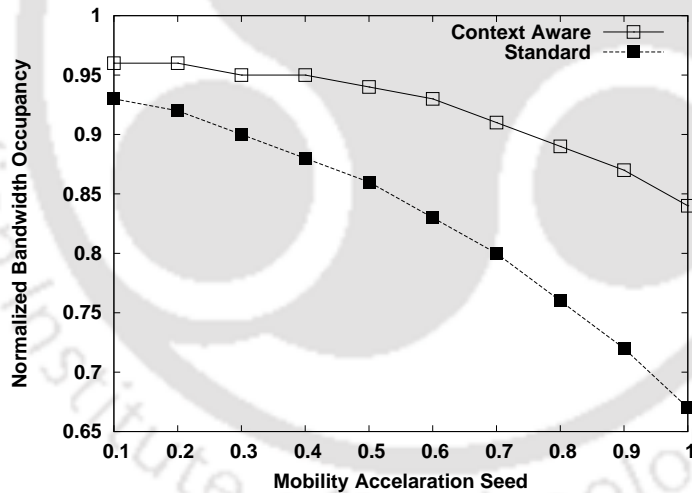 1
0.95
0.9
0.85
0.8
0.75
0.7
0.65
Normalized Bandwidth Occupancy
Context Aware
Standard
0.1 0.2 0.3 0.4 0.5 0.6 0.7 0.8 0.9 1
Mobility Accelaration Seed
Institute